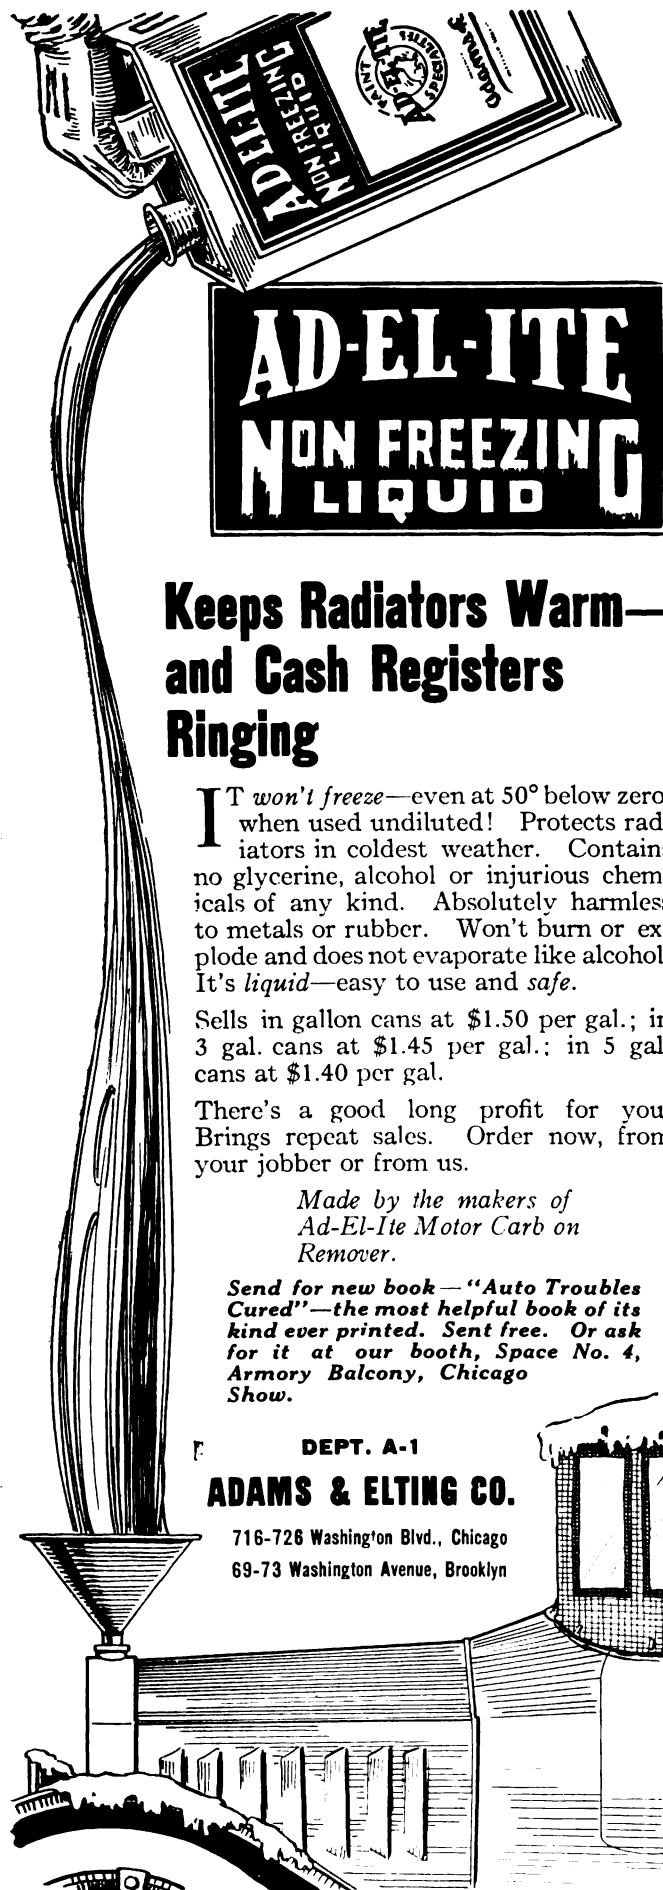 AD-EL-ITE
NON FREEZING
LIQUID
PAINT SPECIALTIES
AD-EL-ITE
AD-EL-ITE
NON FREEZING
LIQUID
Keeps Radiators Warm—
and Cash Registers
Ringing
IT won't freeze—even at 50° below zero
when used undiluted! Protects rad
iators in coldest weather. Contain
no glycerine, alcohol or injurious chem
icals of any kind. Absolutely harmles
to metals or rubber. Won't burn or ex
plode and does not evaporate like alcohol
It's liquid—easy to use and safe.
Sells in gallon cans at $1.50 per gal.; in
3 gal. cans at $1.45 per gal.; in 5 gal
cans at $1.40 per gal.
There's a good long profit for you
Brings repeat sales. Order now, from
your jobber or from us.
Made by the makers of
Ad-El-Ite Motor Carb on
Remover.
Send for new book—"Auto Troubles
Cured"—the most helpful book of its
kind ever printed. Sent free. Or ask
for it at our booth, Space No. 4,
Armory Balcony, Chicago
Show.
DEPT. A-1
ADAMS & ELTING CO.
716-726 Washington Blvd., Chicago
69-73 Washington Avenue, Brooklyn